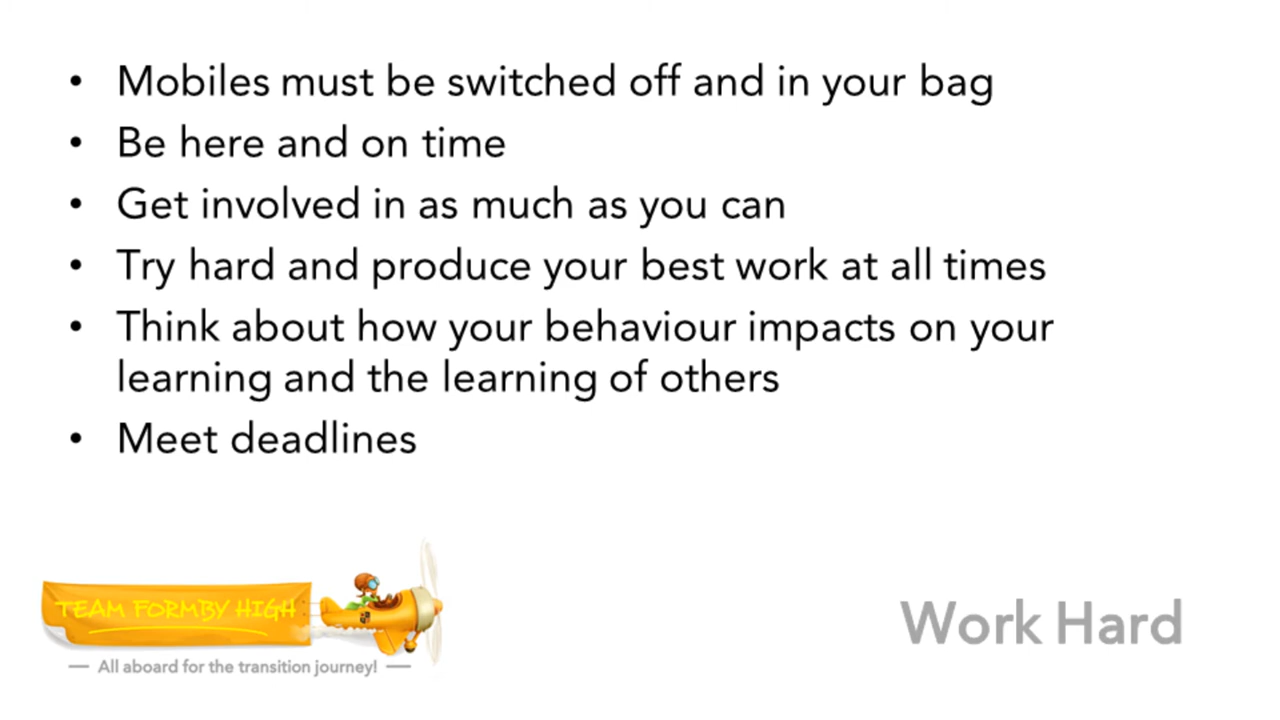 • Mobiles must be switched off and in your bag
• Be here and on time
• Get involved in as much as you can
• Try hard and produce your best work at all times
• Think about how your behaviour impacts on your
learning and the learning of others
• Meet deadlines
TEAM FORMBY HIGH
— All aboard for the transition journey! —
Work Hard